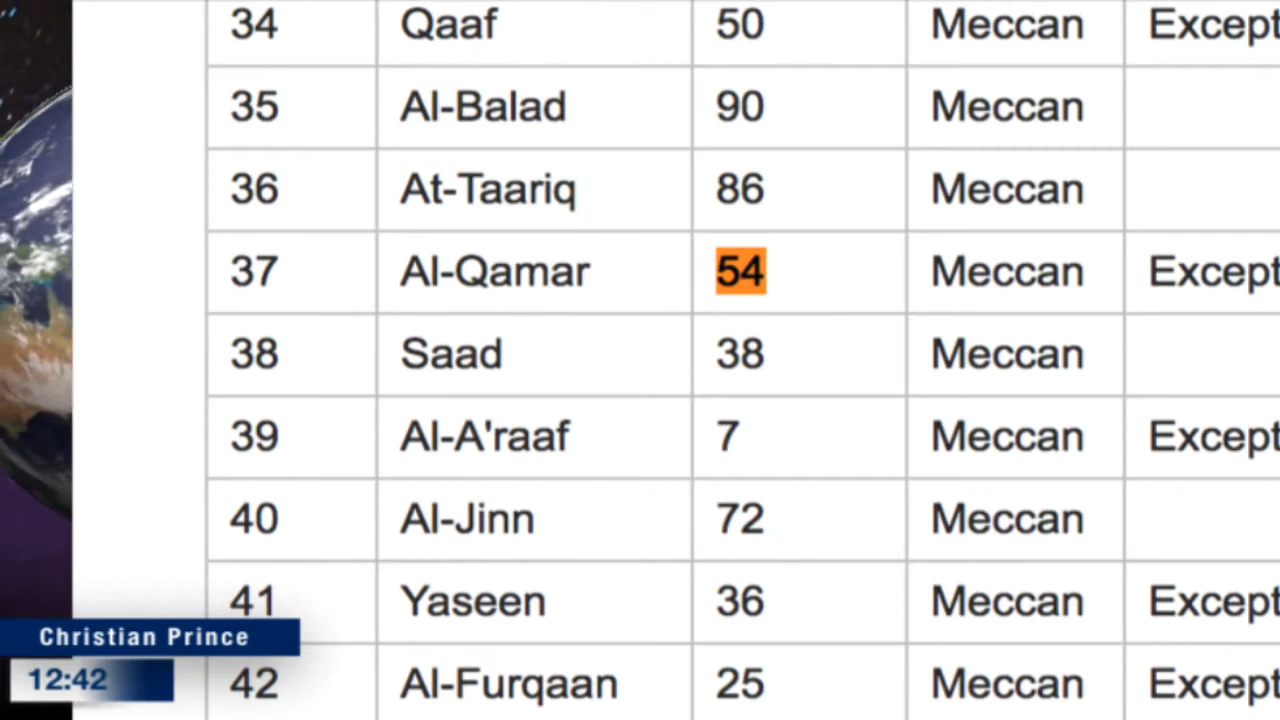 34 Qaaf 50 Meccan Except
35 Al-Balad 90 Meccan
36 At-Taariq 86 Meccan
37 Al-Qamar 54 Meccan Except
38 Saad 38 Meccan
39 Al-A'raaf 7 Meccan Except
40 Al-Jinn 72 Meccan
41 Yaseen 36 Meccan Except
Christian Prince
12:42
42 Al-Furqaan 25 Meccan Except